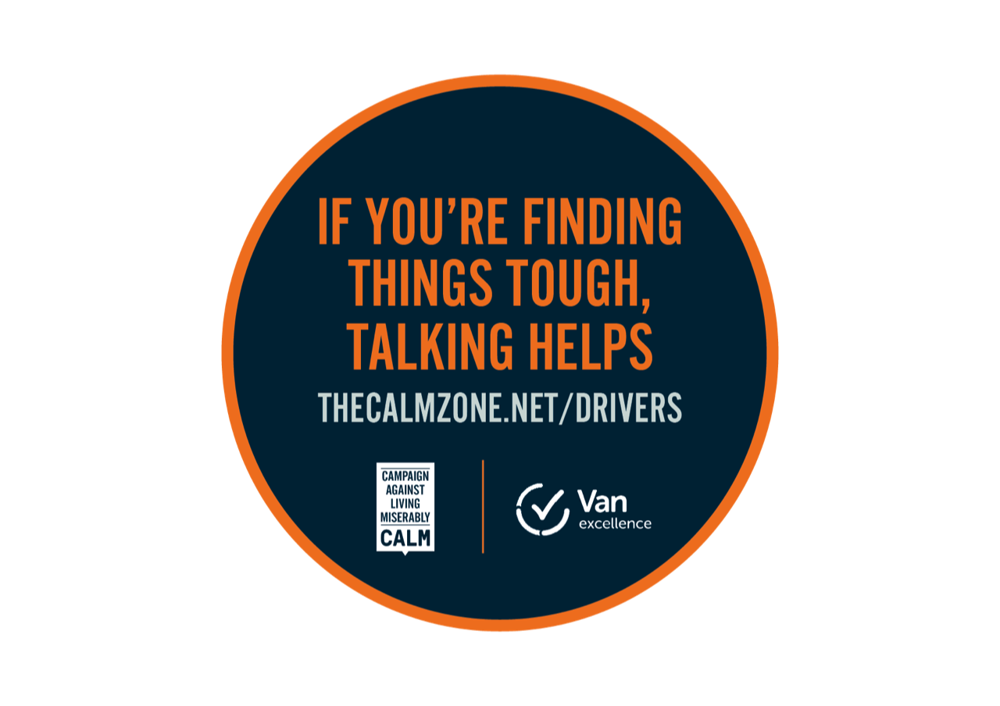 IF YOU'RE FINDING
THINGS TOUGH,
TALKING HELPS
THECALMZONE.NET/DRIVERS
CAMPAIGN
AGAINST
LIVING
MISERABLY
CALM
Van
excellence